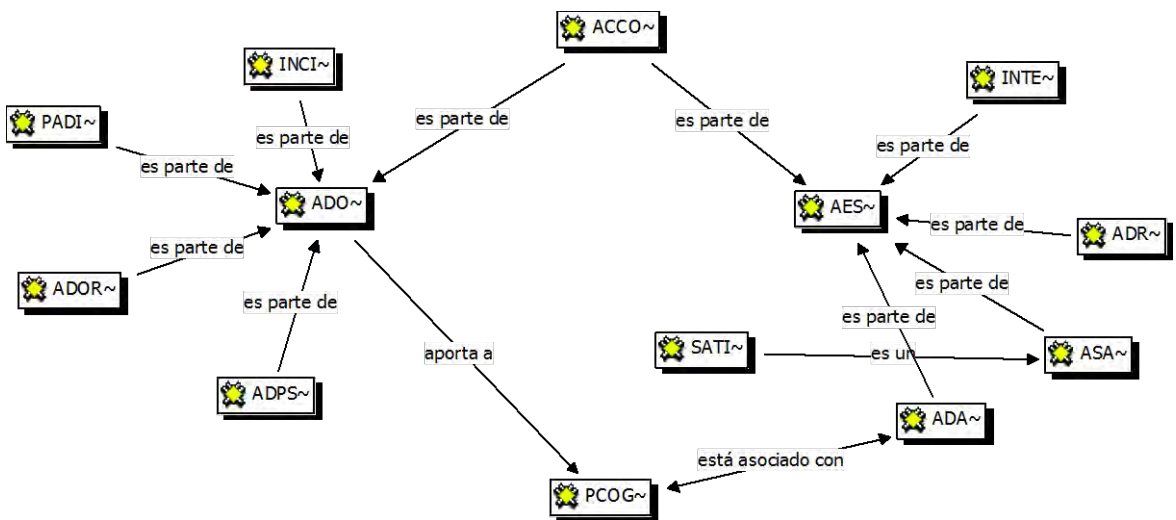 ACCO~
INCI~
INTE~
PADI~
es parte de
es parte de
es parte de
es parte de
es parte de
ADO~
AES~
es parte de
es parte de
ADR~
ADOR~
es parte de
es parte de
es parte de
SATI~
es un
ASA~
aporta a
ADPS~
ADA~
está asociado con
PCOG~